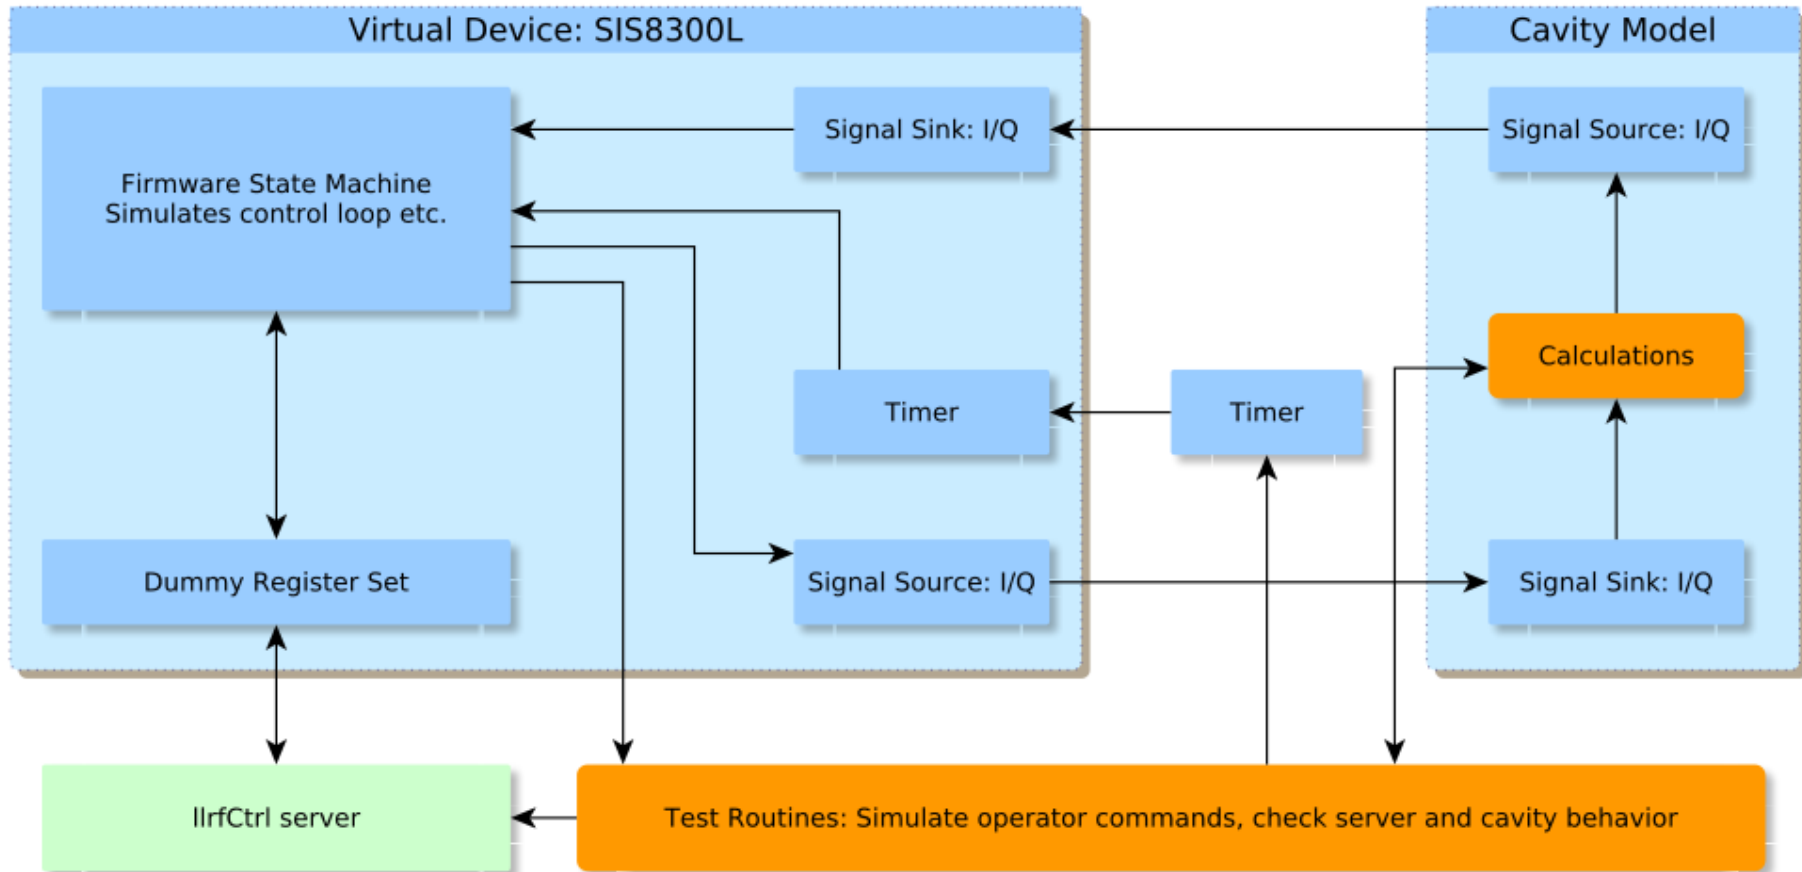 Virtual Device: SIS8300L
Cavity Model
Signal Sink: I/Q
Signal Source: I/Q
Firmware State Machine
Simulates control loop etc.
Calculations
Timer
Timer
Dummy Register Set
Signal Source: I/Q
Signal Sink: I/Q
llrfCtrl server
Test Routines: Simulate operator commands, check server and cavity behavior